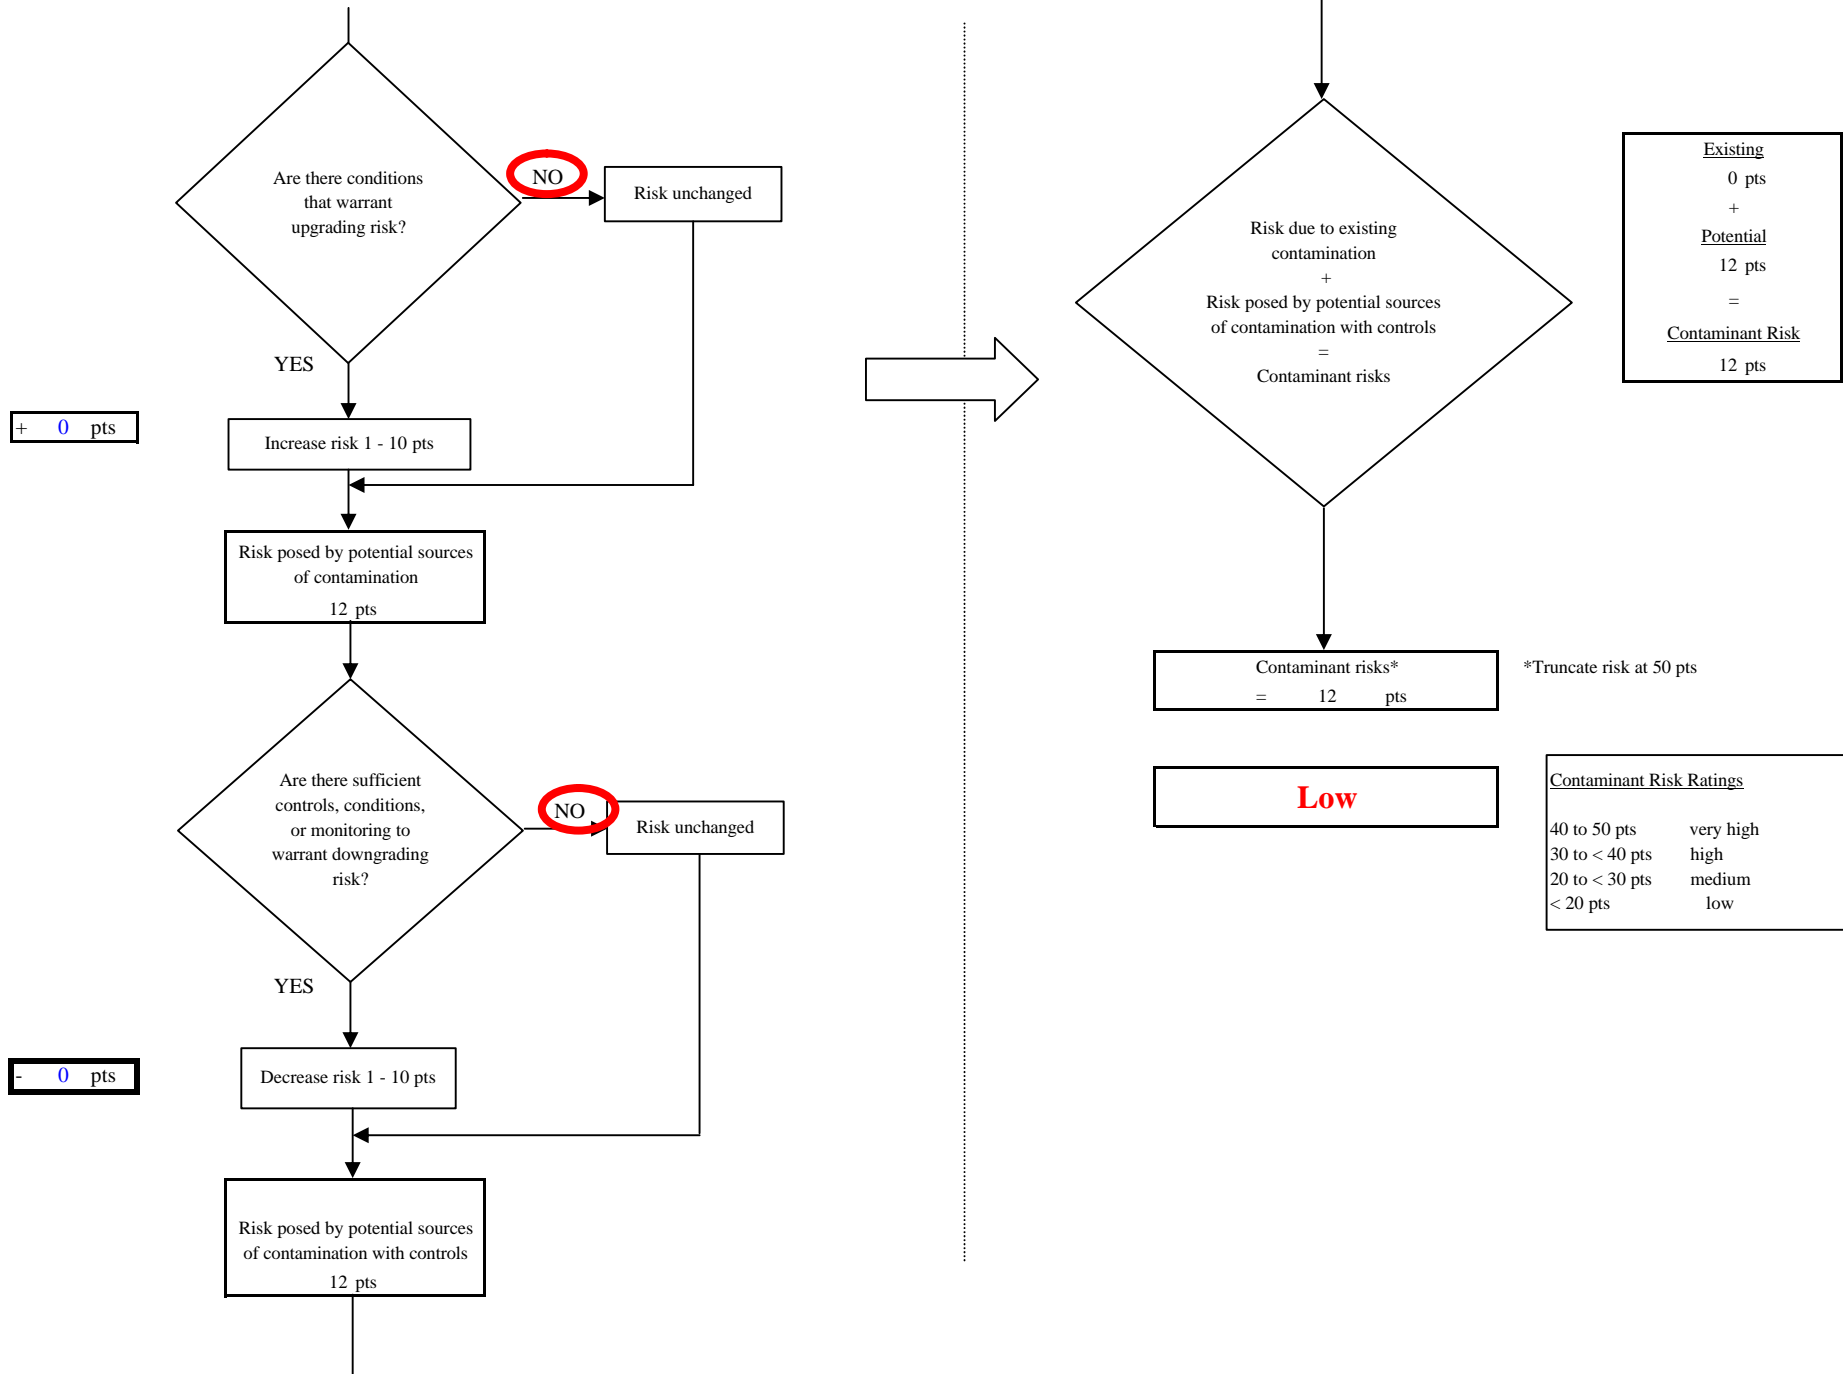 Are there conditions
that warrant
upgrading risk?
NO
Risk unchanged
YES
+ 0 pts
Increase risk 1 - 10 pts
Risk posed by potential sources
of contamination
12 pts
Are there sufficient
controls, conditions,
or monitoring to
warrant downgrading
risk?
NO
Risk unchanged
YES
- 0 pts
Decrease risk 1 - 10 pts
Risk posed by potential sources
of contamination with controls
12 pts
Risk due to existing
contamination
+
Risk posed by potential sources
of contamination with controls
=
Contaminant risks
Existing
0 pts
+
Potential
12 pts
=
Contaminant Risk
12 pts
Contaminant risks*
= 12 pts
*Truncate risk at 50 pts
Low
Contaminant Risk Ratings
40 to 50 pts very high
30 to < 40 pts high
20 to < 30 pts medium
< 20 pts low